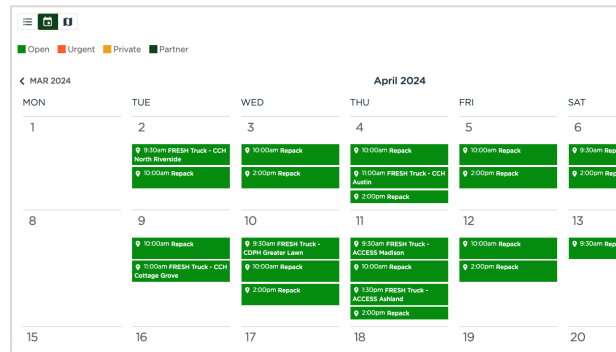 Open Urgent Private Partner
MAR 2024 April 2024
MON TUE WED THU FRI SAT
1 2 3 4 5 6
9:30am FRESH Truck - CCH
North Riverside
10:00am Repack
10:00am Repack
2:00pm Repack
10:00am Repack
11:00am FRESH Truck - CCH
Austin
2:00pm Repack
10:00am Repack
2:00pm Repack
9:30am
2:00pm
8 9 10 11 12 13
10:00am Repack
11:00am FRESH Truck - CCH
Cottage Grove
9:30am FRESH Truck -
CDPH Greater Lawn
10:00am Repack
2:00pm Repack
9:30am FRESH Truck -
ACCESS Madison
10:00am Repack
1:30pm FRESH Truck -
ACCESS Ashland
2:00pm Repack
10:00am Repack
2:00pm Repack
9:30am
15 16 17 18 19 20